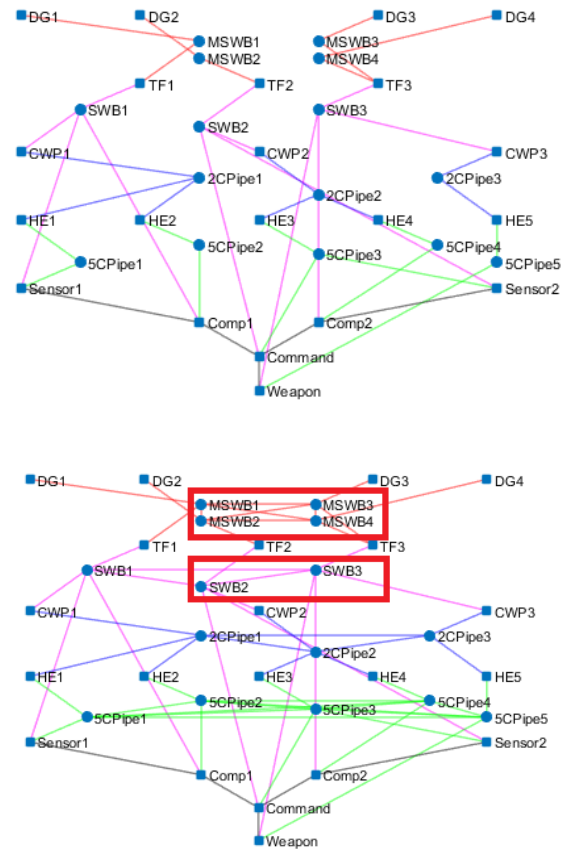 DG1 DG2 DG3 DG4
MSWB1 MSWB3
MSWB2 MSWB4
TF1 TF2 TF3
SWB1 SWB3
SWB2
CWP1 CWP2 CWP3
2CPipe1 2CPipe3
2CPipe2
HE1 HE2 HE3 HE4 HE5
5CPipe2 5CPipe4
5CPipe3
5CPipe1 5CPipe5
Sensor1 Sensor2
Comp1 Comp2
Command
Weapon
DG1 DG2 DG3 DG4
MSWB1 MSWB3
MSWB2 MSWB4
TF1 TF2 TF3
SWB1 SWB3
SWB2
CWP1 CWP2 CWP3
2CPipe1 2CPipe3
2CPipe2
HE1 HE2 HE3 HE4 HE5
5CPipe2 5CPipe4
5CPipe3
5CPipe1 5CPipe5
Sensor1 Sensor2
Comp1 Comp2
Command
Weapon